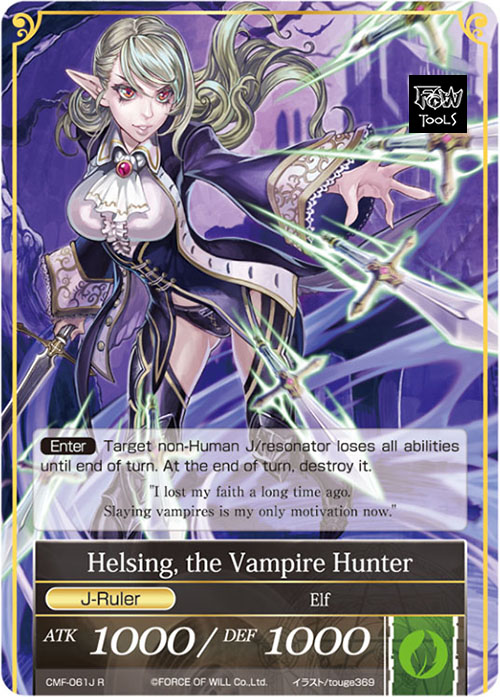 FoW
TooLS
Enter Target non-Human J/resonator loses all abilities
until end of turn. At the end of turn, destroy it.
"I lost my faith a long time ago.
Slaying vampires is my only motivation now."
Helsing, the Vampire Hunter
J-Ruler Elf
ATK 1000 / DEF 1000
CMF-061J R ©FORCE OF WILL Co.,Ltd. イラスト/touge369